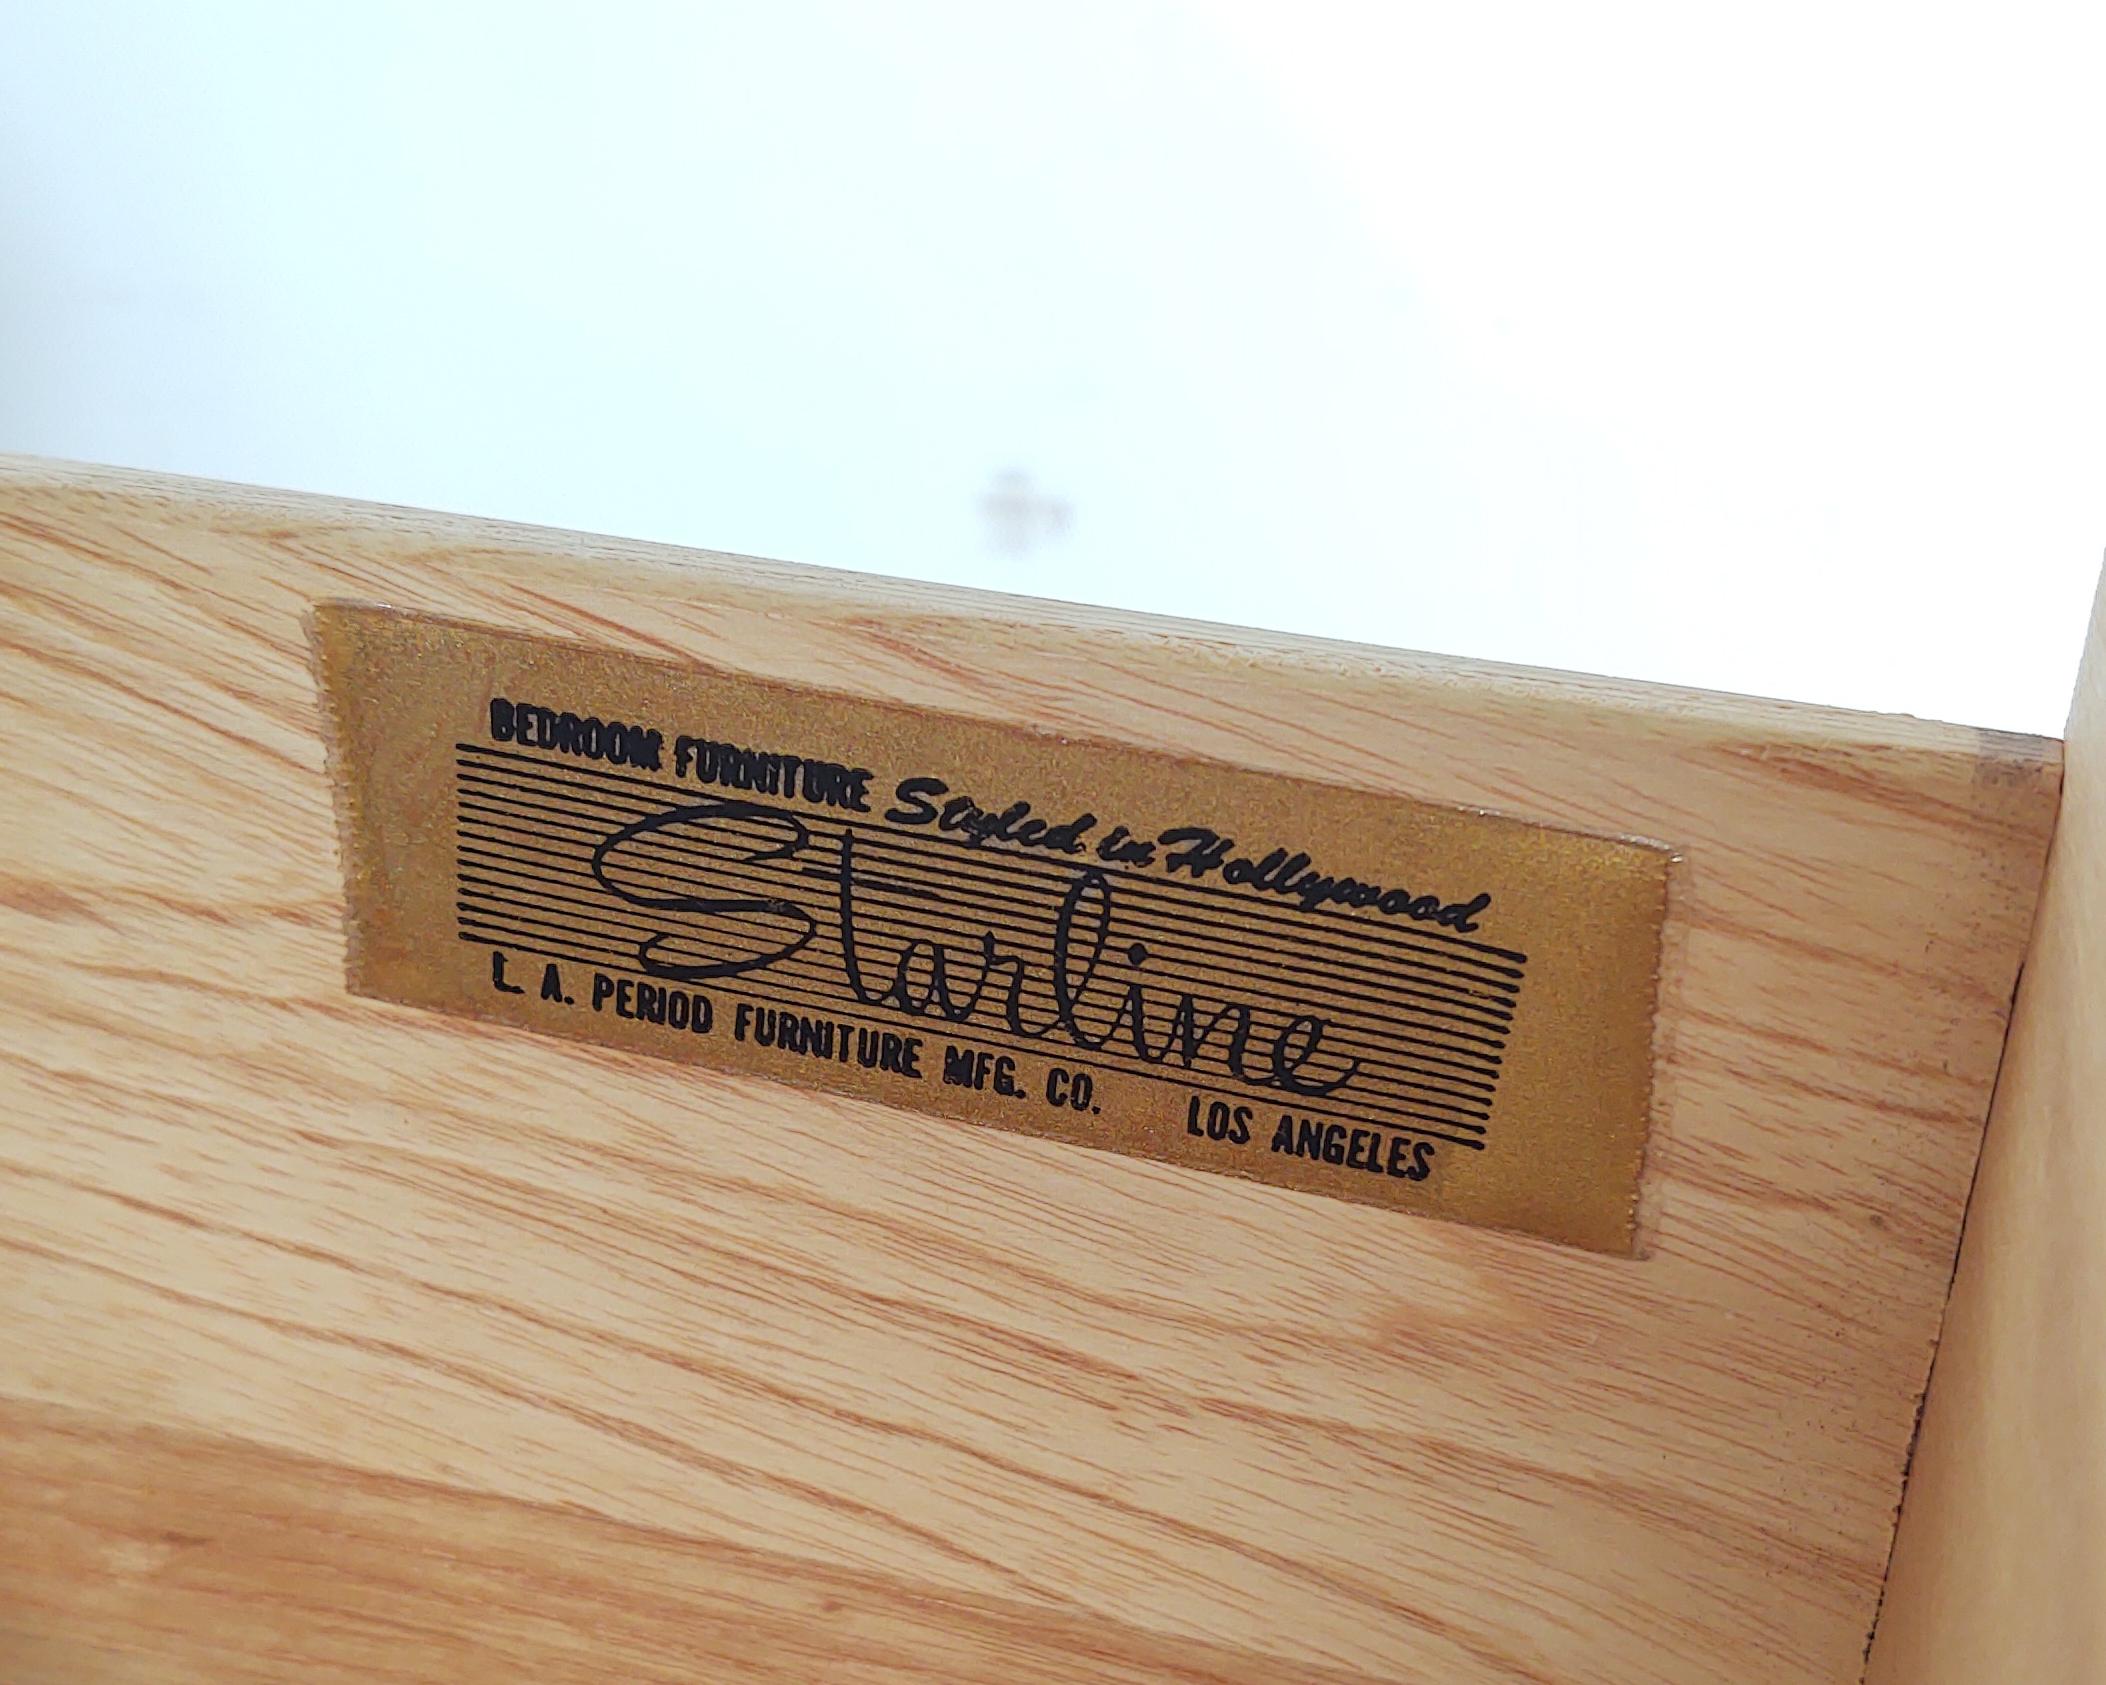 BEDROOM FURNITURE Styled in Hollywood
Starline
L. A. PERIOD FURNITURE MFG. CO. LOS ANGELES